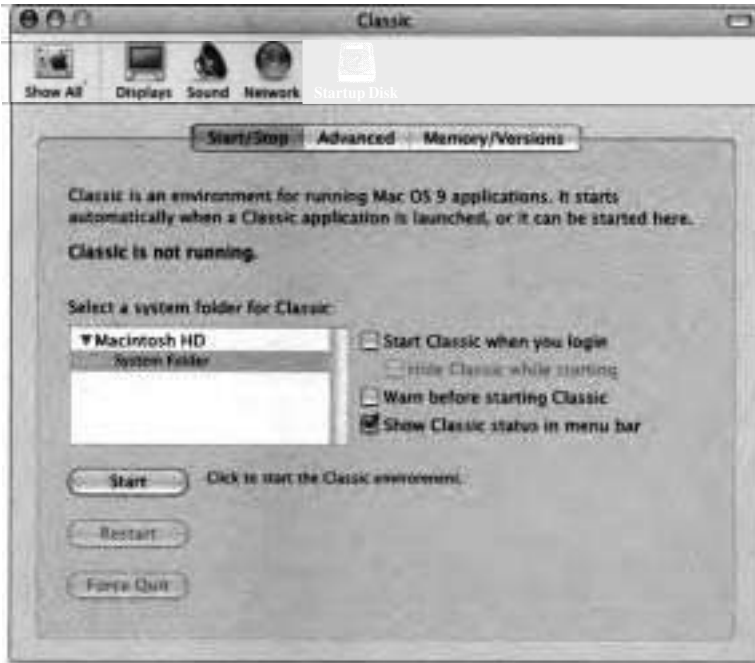 Classic
Show All Displays Sound Network Startup Disk
Start/Stop Advanced Memory/Versions
Classic is an environment for running Mac OS 9 applications. It starts
automatically when a Classic application is launched, or it can be started here.
Classic is not running.
Select a system folder for Classic:
Macintosh HD
System Folder
Start Classic when you login
Hide Classic while starting
Warn before starting Classic
Show Classic status in menu bar
Start Click to start the Classic environment.
Restart
Force Quit